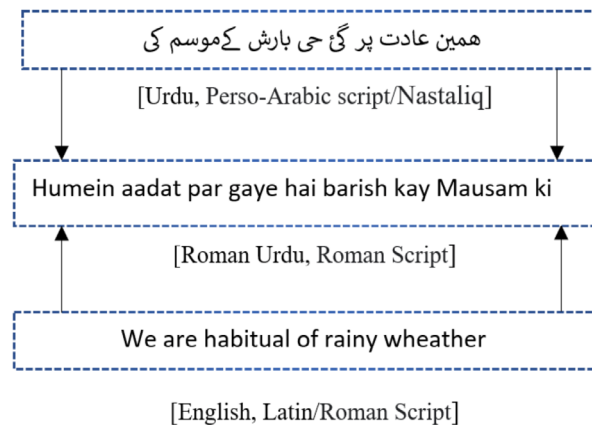 همین عادت پر گئ حی بارش کےموسم کی
[Urdu, Perso-Arabic script/Nastaliq]
Humein aadat par gaye hai barish kay Mausam ki
[Roman Urdu, Roman Script]
We are habitual of rainy wheather
[English, Latin/Roman Script]